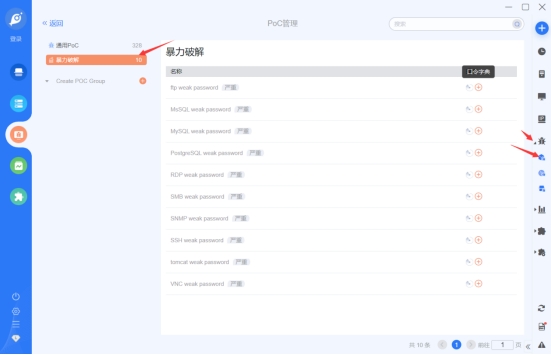 登录
« 返回
PoC管理
搜索
通用PoC 328
暴力破解 10
Create POC Group
暴力破解
名称
口令字典
ftp weak password 严重
MsSQL weak password 严重
MySQL weak password 严重
PostgreSQL weak password 严重
RDP weak password 严重
SMB weak password 严重
SNMP weak password 严重
SSH weak password 严重
tomcat weak password 严重
VNC weak password 严重
共 10 条 1 前往 1 页